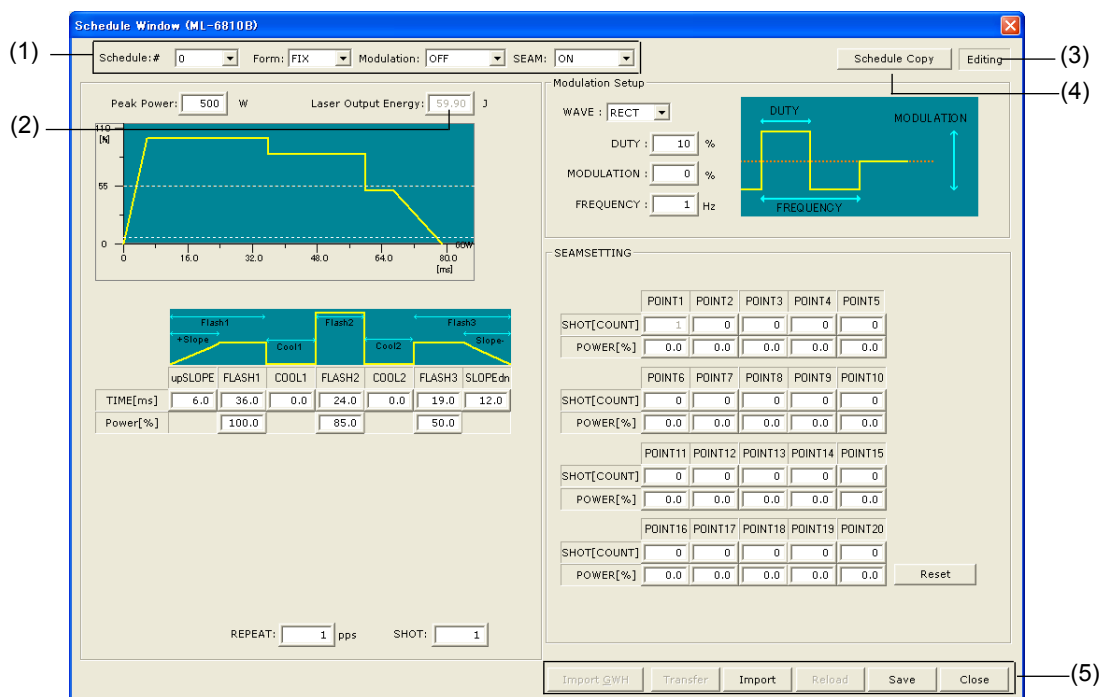 Schedule Window (ML-6810B)
(1)
Schedule:# 0 Form: FIX Modulation: OFF SEAM: ON
Schedule Copy Editing
(3)
(4)
Peak Power: 500 W Laser Output Energy: 59.90 J
(2)
110
[%]
55
0
0 16.0 32.0 48.0 64.0 80.0
[ms]
60W
Flash1 Flash2 Flash3
+Slope Cool1 Cool2 Slope-
upSLOPE FLASH1 COOL1 FLASH2 COOL2 FLASH3 SLOPEdn
TIME[ms] 6.0 36.0 0.0 24.0 0.0 19.0 12.0
Power[%] 100.0 85.0 50.0
REPEAT: 1 pps SHOT: 1
Modulation Setup
WAVE : RECT
DUTY : 10 %
MODULATION : 0 %
FREQUENCY : 1 Hz
DUTY
MODULATION
FREQUENCY
SEAMSETTING
POINT1 POINT2 POINT3 POINT4 POINT5
SHOT[COUNT] 1 0 0 0 0
POWER[%] 0.0 0.0 0.0 0.0 0.0
POINT6 POINT7 POINT8 POINT9 POINT10
SHOT[COUNT] 0 0 0 0 0
POWER[%] 0.0 0.0 0.0 0.0 0.0
POINT11 POINT12 POINT13 POINT14 POINT15
SHOT[COUNT] 0 0 0 0 0
POWER[%] 0.0 0.0 0.0 0.0 0.0
POINT16 POINT17 POINT18 POINT19 POINT20
SHOT[COUNT] 0 0 0 0 0
POWER[%] 0.0 0.0 0.0 0.0 0.0
Reset
Import GWH Transfer Import Reload Save Close
(5)